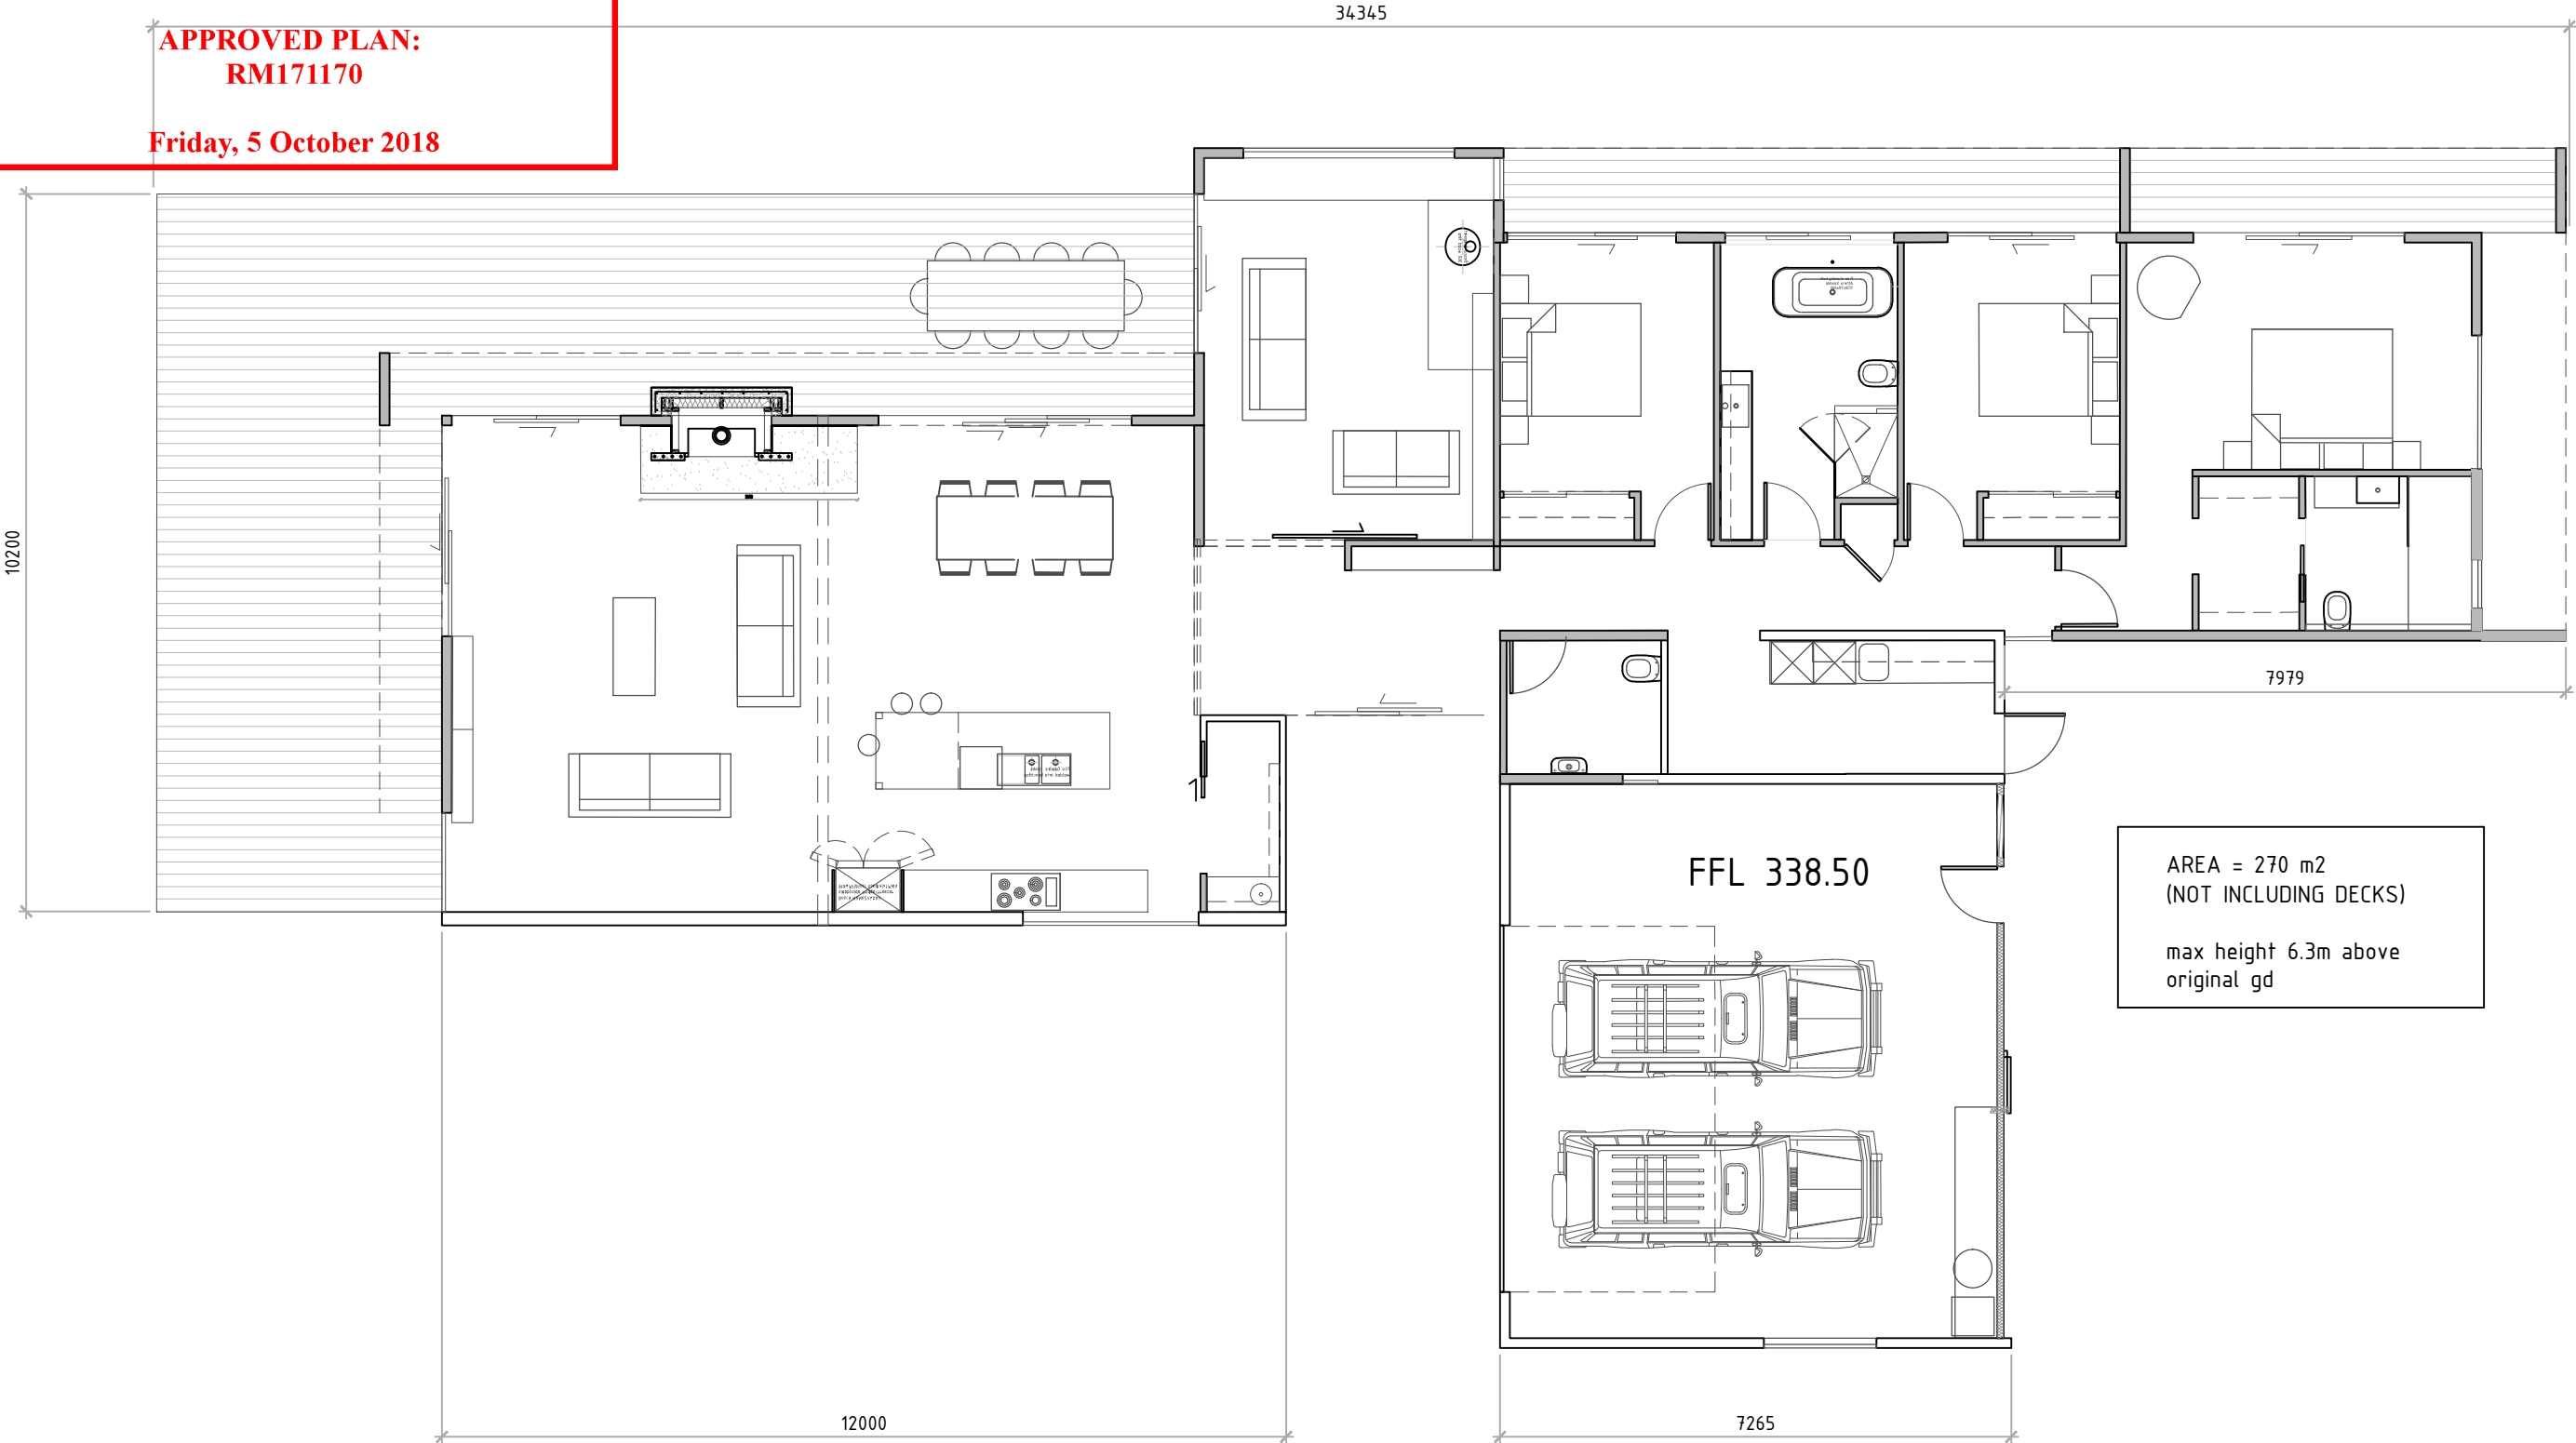 34345
APPROVED PLAN:
RM171170
Friday, 5 October 2018
10200
7979
FFL 338.50
AREA = 270 m2
(NOT INCLUDING DECKS)
max height 6.3m above
original gd
12000
7265